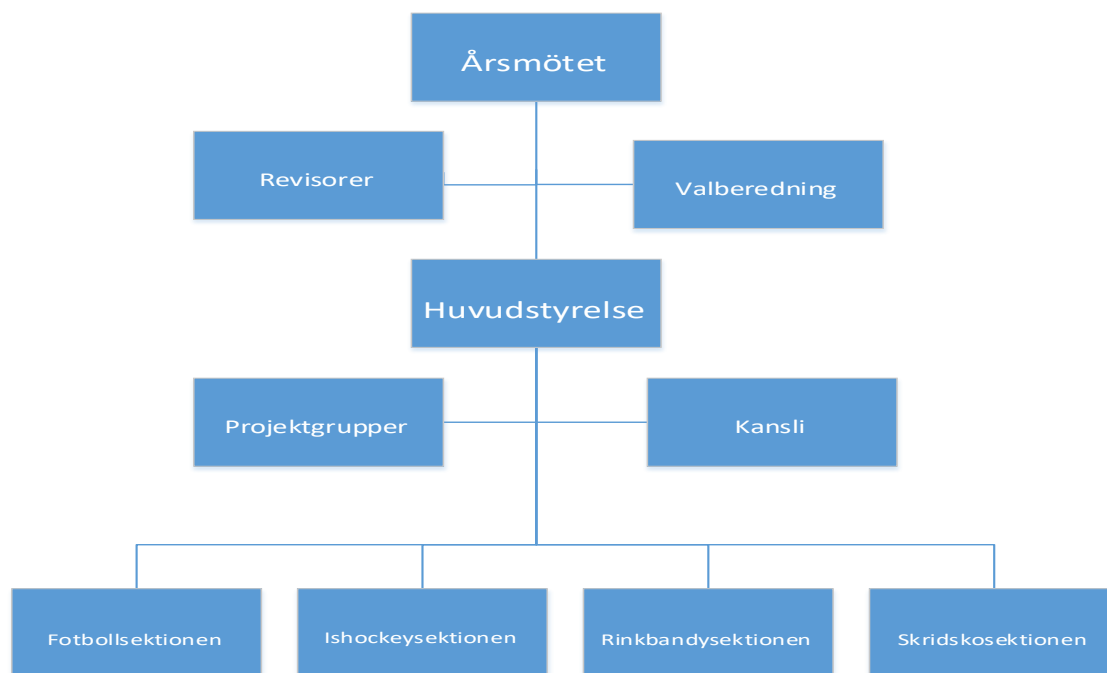 Årsmötet
Revisorer
Valberedning
Huvudstyrelse
Projektgrupper
Kansli
Fotbollsektionen
Ishockeysektionen
Rinkbandysektionen
Skridskosektionen